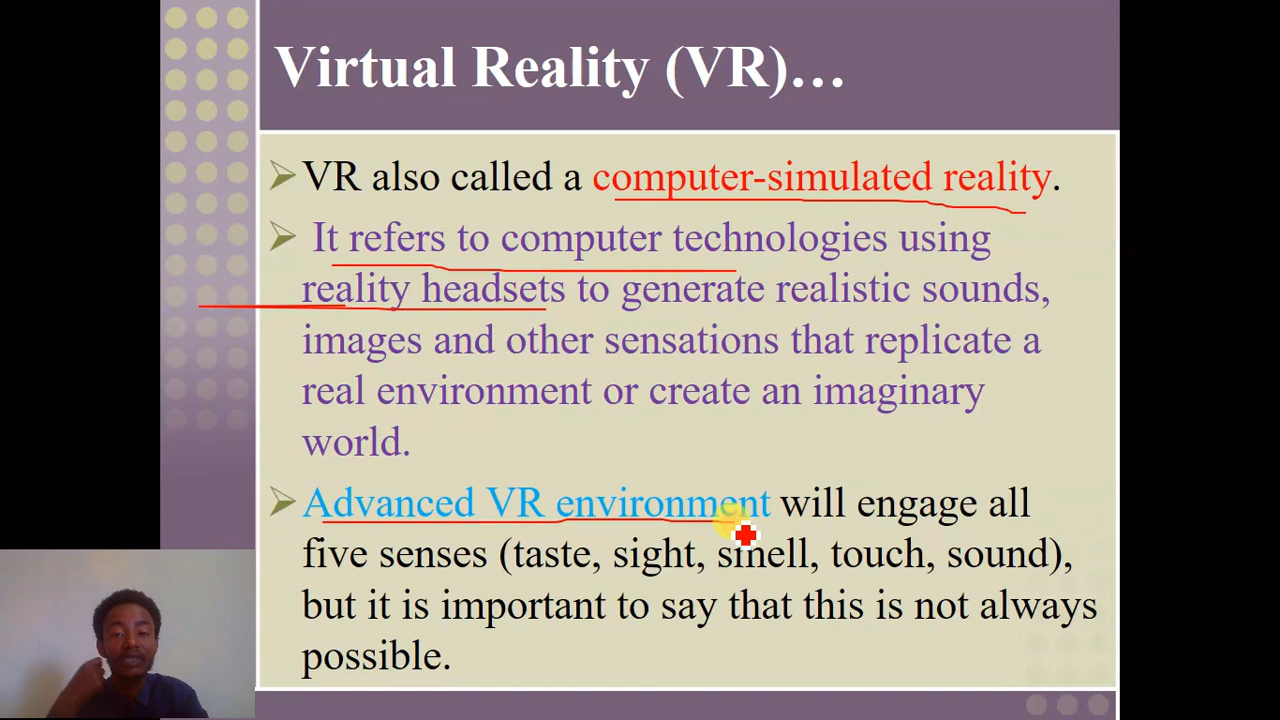 Virtual Reality (VR)…
VR also called a computer-simulated reality.
It refers to computer technologies using
reality headsets to generate realistic sounds,
images and other sensations that replicate a
real environment or create an imaginary
world.
Advanced VR environment will engage all
five senses (taste, sight, smell, touch, sound),
but it is important to say that this is not always
possible.